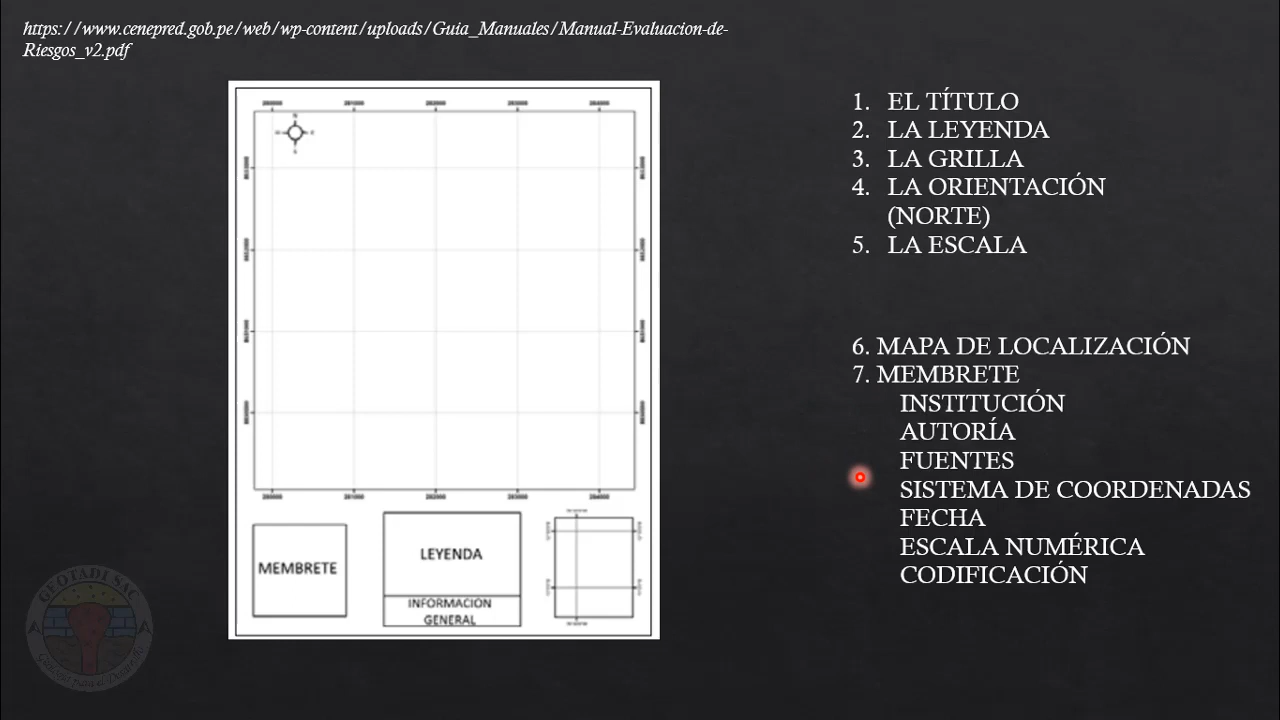 https://www.cenepred.gob.pe/web/wp-content/uploads/Guia_Manuales/Manual-Evaluacion-de-
Riesgos_v2.pdf
1. EL TÍTULO
2. LA LEYENDA
3. LA GRILLA
4. LA ORIENTACIÓN
(NORTE)
5. LA ESCALA
6. MAPA DE LOCALIZACIÓN
7. MEMBRETE
INSTITUCIÓN
AUTORÍA
FUENTES
SISTEMA DE COORDENADAS
FECHA
ESCALA NUMÉRICA
CODIFICACIÓN
MEMBRETE
LEYENDA
INFORMACION
GENERAL
GEOTADI SAC